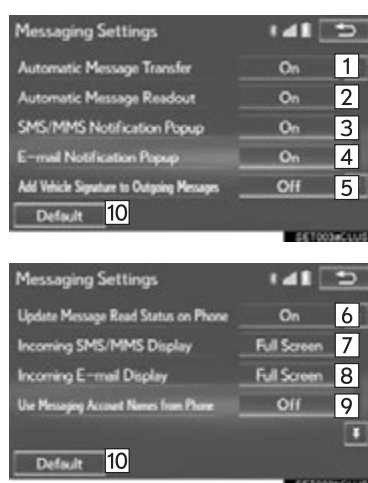 Messaging Settings
Automatic Message Transfer On 1
Automatic Message Readout On 2
SMS/MMS Notification Popup On 3
E-mail Notification Popup On 4
Add Vehicle Signature to Outgoing Messages Off 5
Default 10
Messaging Settings
Update Message Read Status on Phone On 6
Incoming SMS/MMS Display Full Screen 7
Incoming E-mail Display Full Screen 8
Use Messaging Account Names from Phone Off 9
Default 10